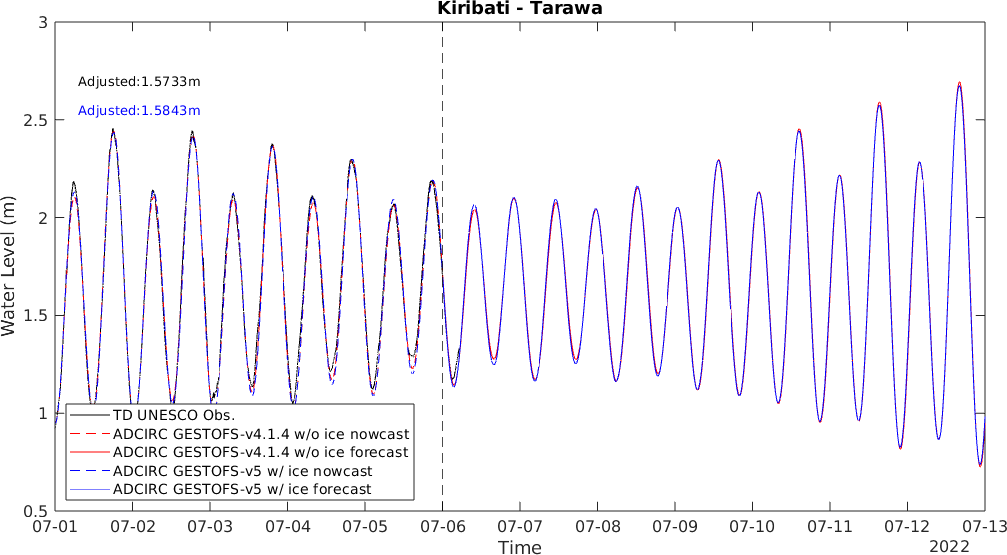 Kiribati - Tarawa
3
Adjusted:1.5733m
Adjusted:1.5843m
2.5
2
1.5
1
0.5
Water Level (m)
TD UNESCO Obs.
ADCIRC GESTOFS-v4.1.4 w/o ice nowcast
ADCIRC GESTOFS-v4.1.4 w/o ice forecast
ADCIRC GESTOFS-v5 w/ ice nowcast
ADCIRC GESTOFS-v5 w/ ice forecast
07-01 07-02 07-03 07-04 07-05 07-06 07-07 07-08 07-09 07-10 07-11 07-12 07-13
Time
2022